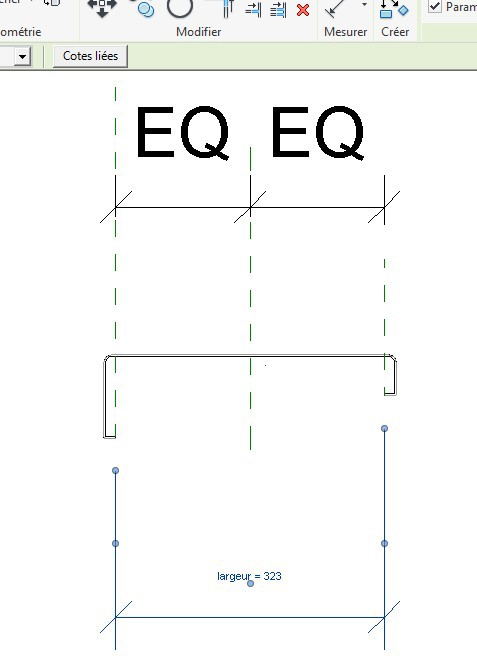 ométrie
Modifier
Mesurer
Créer
Param
Cotes liées
EQ EQ
largeur = 323